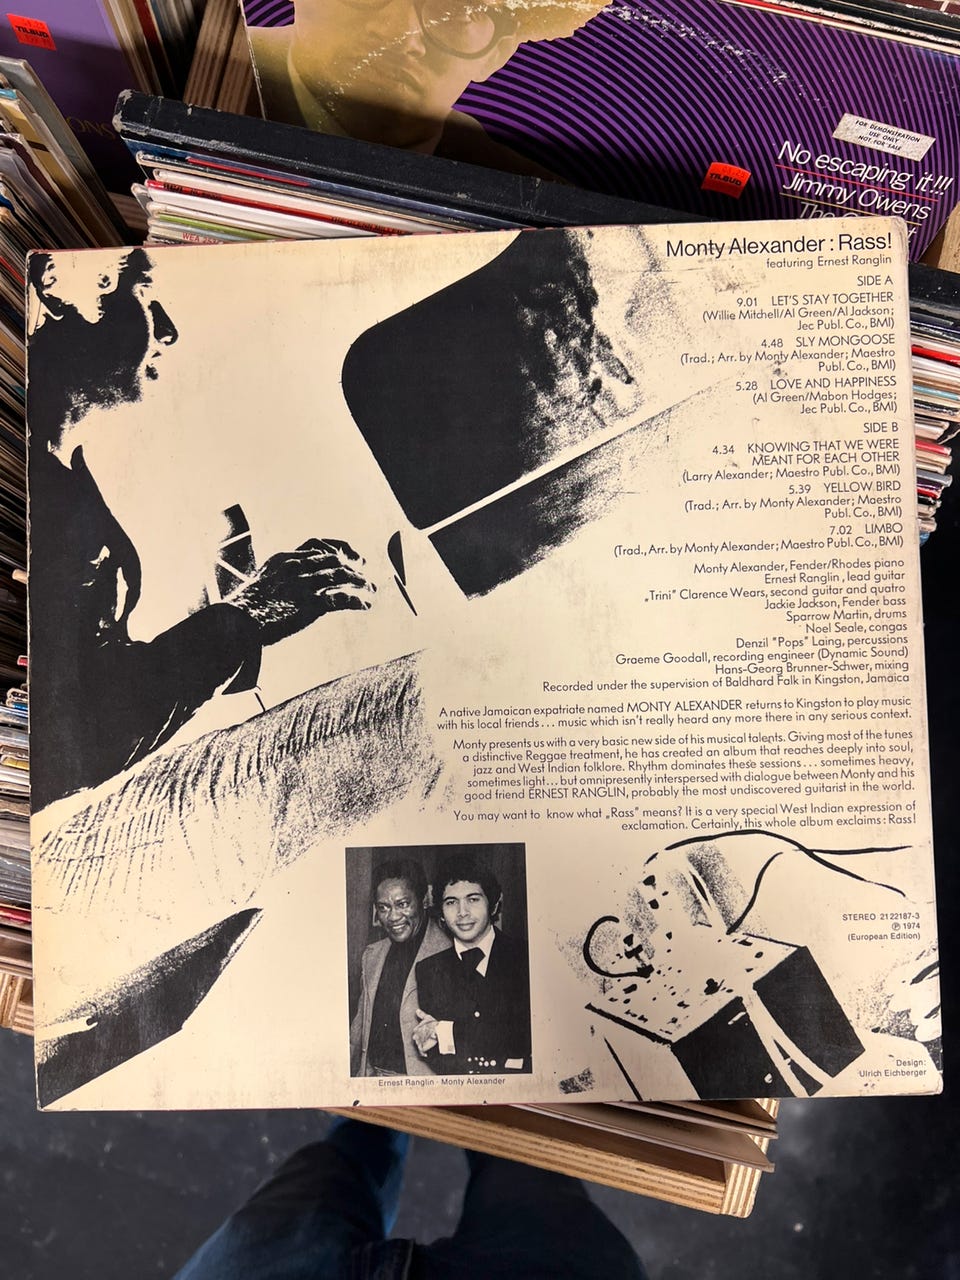 TILBUD
FOR DEMONSTRATION
USE ONLY
NOT FOR SALE
TILBUD
No escaping it!!!
Jimmy Owens
Monty Alexander : Rass!
featuring Ernest Ranglin
SIDE A
9.01 LET'S STAY TOGETHER
(Willie Mitchell/Al Green/Al Jackson;
Jec Publ. Co., BMI)
4.48 SLY MONGOOSE
(Trad.; Arr. by Monty Alexander; Maestro
Publ. Co., BMI)
5.28 LOVE AND HAPPINESS
(Al Green/Mabon Hodges;
Jec Publ. Co., BMI)
SIDE B
4.34 KNOWING THAT WE WERE
MEANT FOR EACH OTHER
(Larry Alexander; Maestro Publ. Co., BMI)
5.39 YELLOW BIRD
(Trad.; Arr. by Monty Alexander; Maestro
Publ. Co., BMI)
7.02 LIMBO
(Trad., Arr. by Monty Alexander; Maestro Publ. Co., BMI)
Monty Alexander, Fender/Rhodes piano
Ernest Ranglin, lead guitar
„Trini" Clarence Wears, second guitar and quatro
Jackie Jackson, Fender bass
Sparrow Martin, drums
Noel Seale, congas
Denzil "Pops" Laing, percussions
Graeme Goodall, recording engineer (Dynamic Sound)
Hans-Georg Brunner-Schwer, mixing
Recorded under the supervision of Baldhard Falk in Kingston, Jamaica
A native Jamaican expatriate named MONTY ALEXANDER returns to Kingston to play music
with his local friends... music which isn't really heard any more there in any serious context.
Monty presents us with a very basic new side of his musical talents. Giving most of the tunes
a distinctive Reggae treatment, he has created an album that reaches deeply into soul,
jazz and West Indian folklore. Rhythm dominates these sessions... sometimes heavy,
sometimes light... but omnipresently interspersed with dialogue between Monty and his
good friend ERNEST RANGLIN, probably the most undiscovered guitarist in the world.
You may want to know what „Rass" means? It is a very special West Indian expression of
exclamation. Certainly, this whole album exclaims: Rass!
STEREO 21 22187-3
℗ 1974
(European Edition)
Ernest Ranglin · Monty Alexander
Design:
Ulrich Eichberger